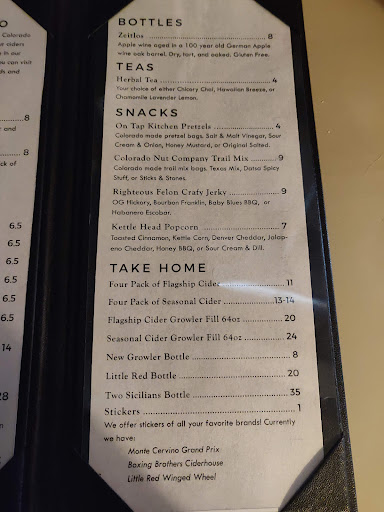 O
Colorado
r ciders
e in our
ou can visit
ds and
8
r and
8
ck of
6.5
6.5
6.5
6.5
6.5
6.5
14
28
BOTTLES
Zeitlos 8
Apple wine aged in a 100 year old German Apple
wine oak barrel. Dry, tart, and oaked. Gluten Free.
TEAS
Herbal Tea 4
Your choice of either Chicory Chai, Hawaiian Breeze, or
Chamomile Lavender Lemon.
SNACKS
On Tap Kitchen Pretzels 4
Colorado made pretzel bags. Salt & Malt Vinegar, Sour
Cream & Onion, Honey Mustard, or Original Salted.
Colorado Nut Company Trail Mix 9
Colorado made trail mix bags. Texas Mix, Datsa Spicy
Stuff, or Sticks & Stones.
Righteous Felon Crafy Jerky 9
OG Hickory, Bourbon Franklin, Baby Blues BBQ, or
Habanero Escobar.
Kettle Head Popcorn 7
Toasted Cinnamon, Kettle Corn, Denver Cheddar, Jalap-
eno Cheddar, Honey BBQ, or Sour Cream & Dill.
TAKE HOME
Four Pack of Flagship Cider 11
Four Pack of Seasonal Cider 13-14
Flagship Cider Growler Fill 64oz 20
Seasonal Cider Growler Fill 64oz 24
New Growler Bottle 8
Little Red Bottle 20
Two Sicilians Bottle 35
Stickers 1
We offer stickers of all your favorite brands! Currently
we have:
Monte Cervino Grand Prix
Boxing Brothers Ciderhouse
Little Red Winged Wheel